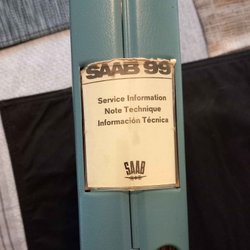 SAAB 99
Service Information
Note Technique
Información Técnica
SAAB